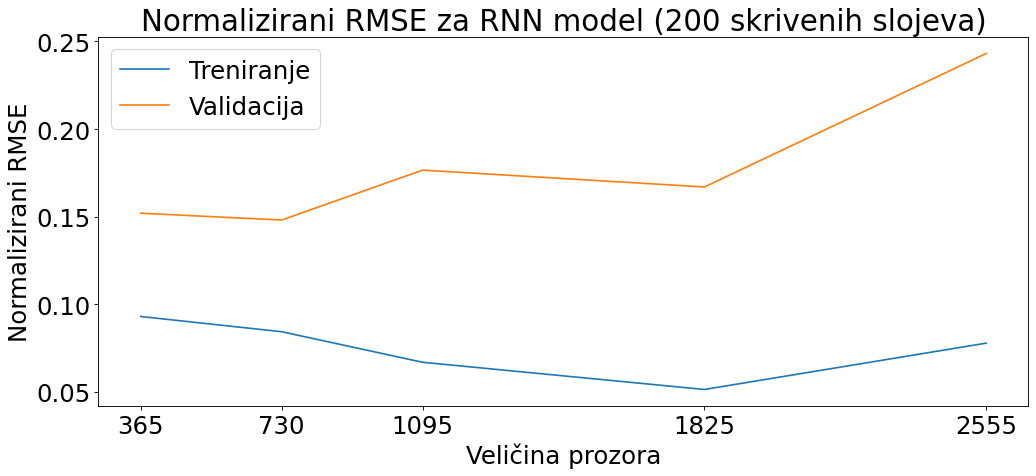 Normalizirani RMSE za RNN model (200 skrivenih slojeva)
Treniranje
Validacija
Normalizirani RMSE
0.25
0.20
0.15
0.10
0.05
365 730 1095 1825 2555
Veličina prozora